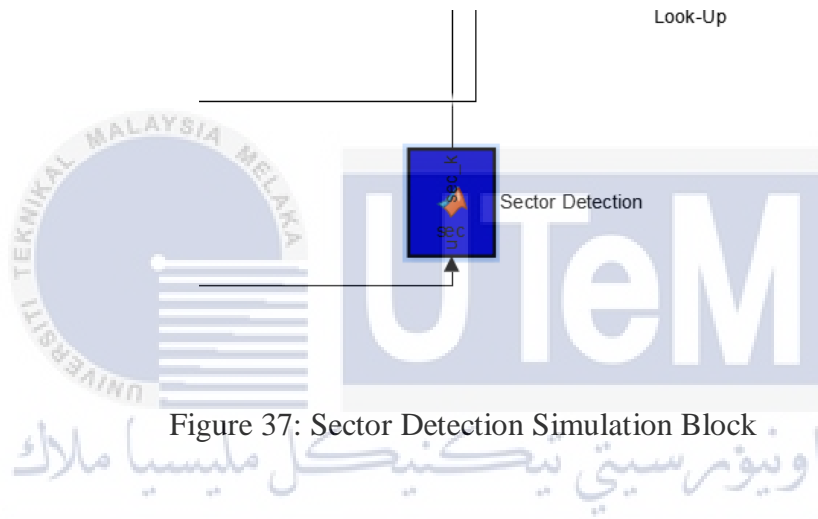 Look-Up
sec_k
Sector Detection
sec
u
UNIVERSITI TEKNIKAL MALAYSIA MELAKA
UTeM
Figure 37: Sector Detection Simulation Block
اونيۏرسيتي تيكنيكل مليسيا ملاك